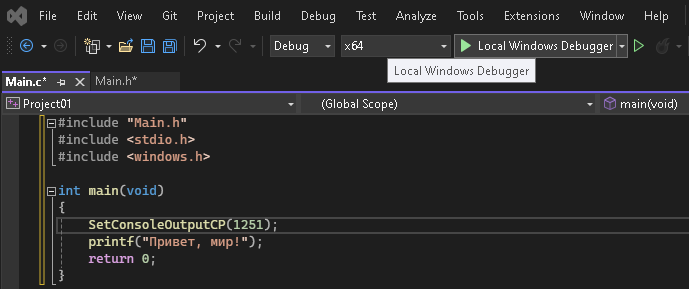 File Edit View Git Project Build Debug Test Analyze Tools Extensions Window Help
Debug x64 Local Windows Debugger
Local Windows Debugger
Main.c* Main.h*
Project01 (Global Scope) main(void)
#include "Main.h"
#include <stdio.h>
#include <windows.h>
int main(void)
{
SetConsoleOutputCP(1251);
printf("Привет, мир!");
return 0;
}